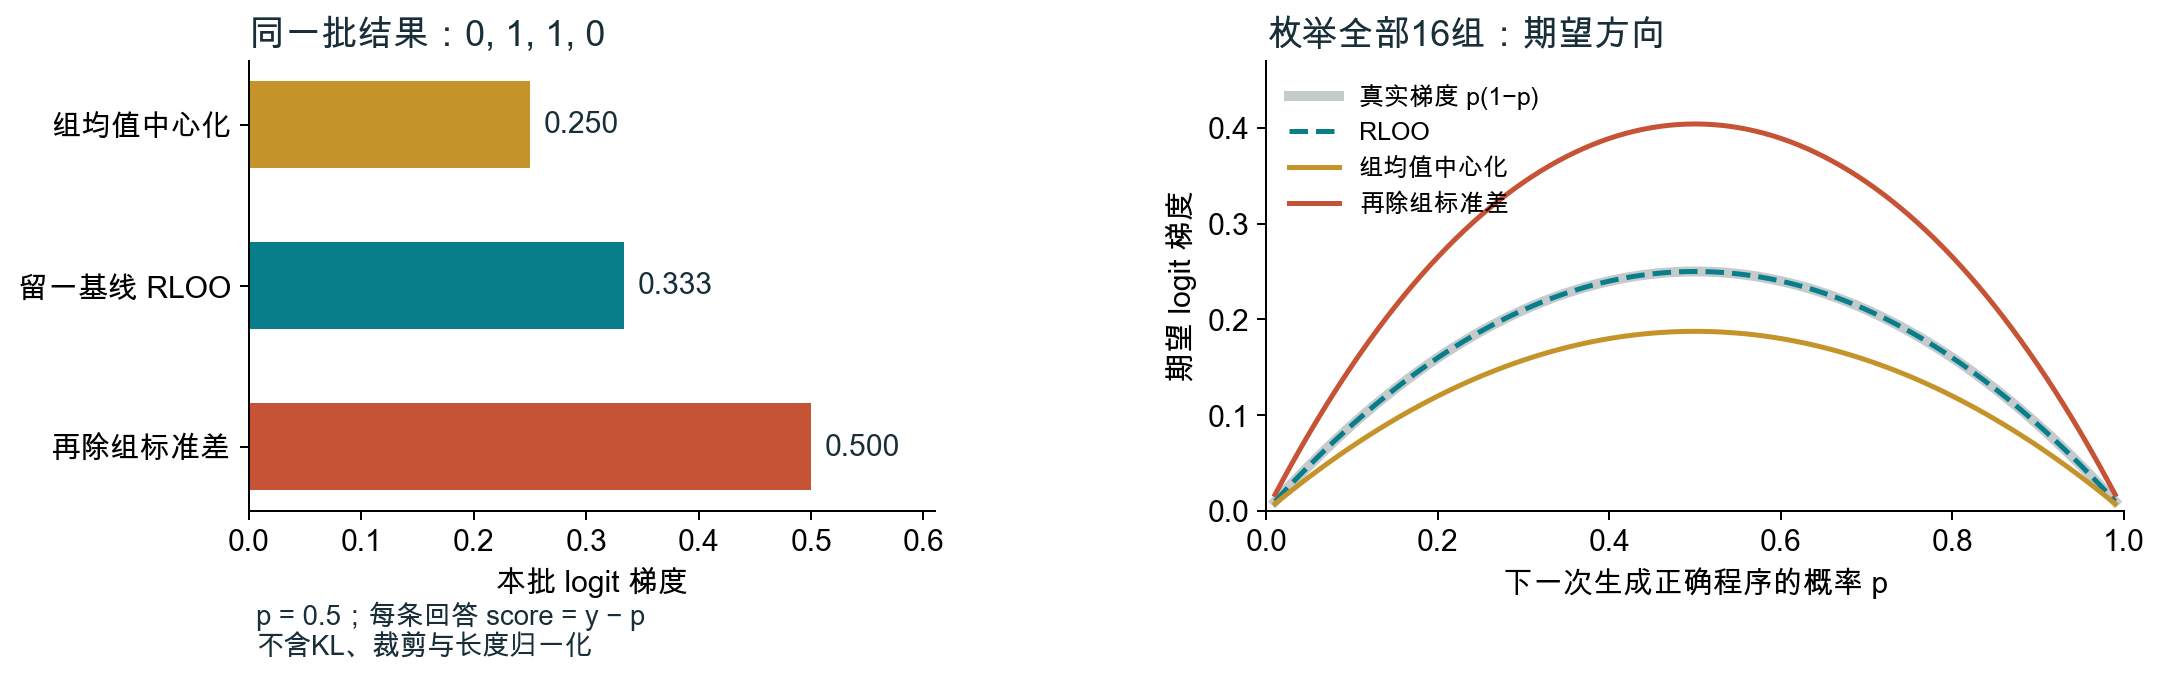 同一批结果：0, 1, 1, 0
组均值中心化
0.250
留一基线 RLOO
0.333
再除组标准差
0.500
0.0 0.1 0.2 0.3 0.4 0.5 0.6
本批 logit 梯度
p = 0.5；每条回答 score = y − p
不含KL、裁剪与长度归一化
枚举全部16组：期望方向
真实梯度 p(1−p)
RLOO
组均值中心化
再除组标准差
期望 logit 梯度
0.4
0.3
0.2
0.1
0.0
0.0 0.2 0.4 0.6 0.8 1.0
下一次生成正确程序的概率 p